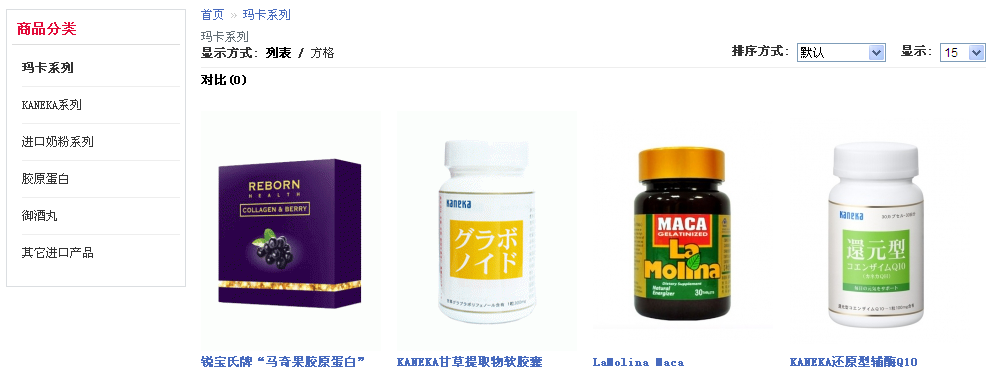 首页 » 玛卡系列
商品分类
玛卡系列
KANEKA系列
进口奶粉系列
胶原蛋白
御酒丸
其它进口产品
玛卡系列
显示方式: 列表 / 方格
排序方式: 默认 显示: 15
对比(0)
REBORN
HEALTH
COLLAGEN & BERRY
锐宝氏牌“马奇果胶原蛋白”
Kaneka
グラボ
ノイド
KANEKA甘草提取物软胶囊
MACA
GELATINIZED
La
Molina
Dietary Supplement
Natural
Energizer
30
LaMolina Maca
Kaneka
還元型
コエンザイムQ10
KANEKA还原型辅酶Q10